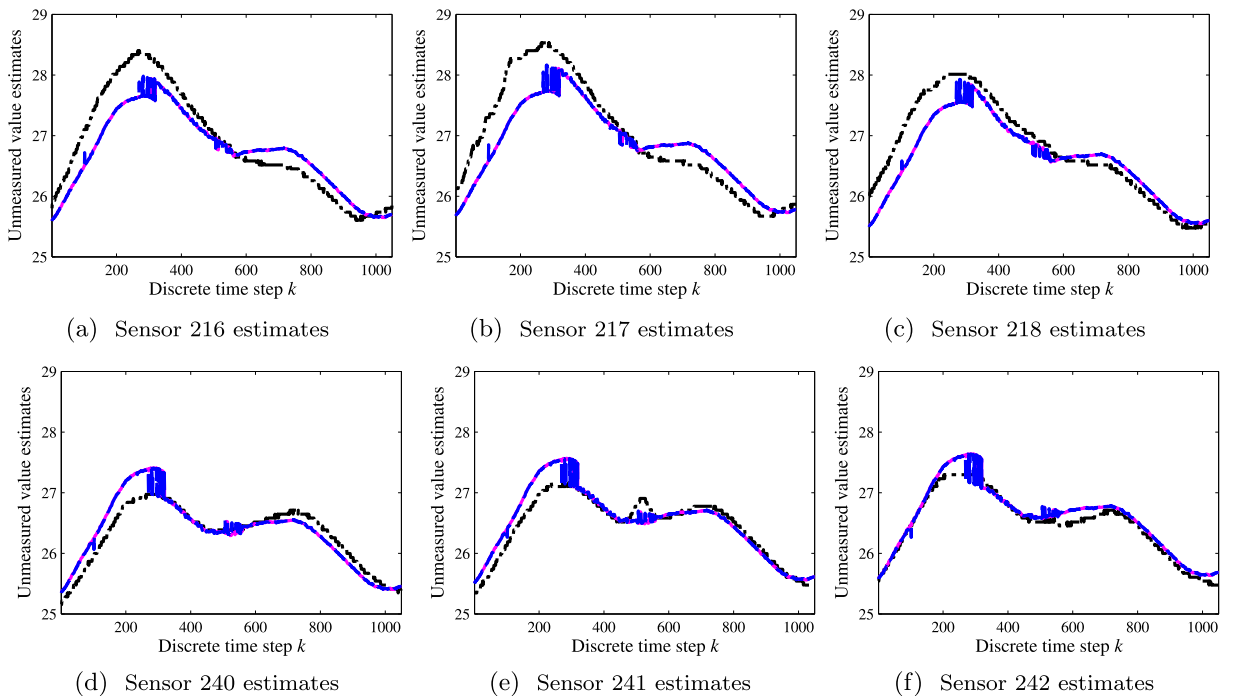 29
28
27
26
25
Unmeasured value estimates
200 400 600 800 1000
Discrete time step k
(a) Sensor 216 estimates
29
28
27
26
25
Unmeasured value estimates
200 400 600 800 1000
Discrete time step k
(b) Sensor 217 estimates
29
28
27
26
25
Unmeasured value estimates
200 400 600 800 1000
Discrete time step k
(c) Sensor 218 estimates
29
28
27
26
25
Unmeasured value estimates
200 400 600 800 1000
Discrete time step k
(d) Sensor 240 estimates
29
28
27
26
25
Unmeasured value estimates
200 400 600 800 1000
Discrete time step k
(e) Sensor 241 estimates
29
28
27
26
25
Unmeasured value estimates
200 400 600 800 1000
Discrete time step k
(f) Sensor 242 estimates